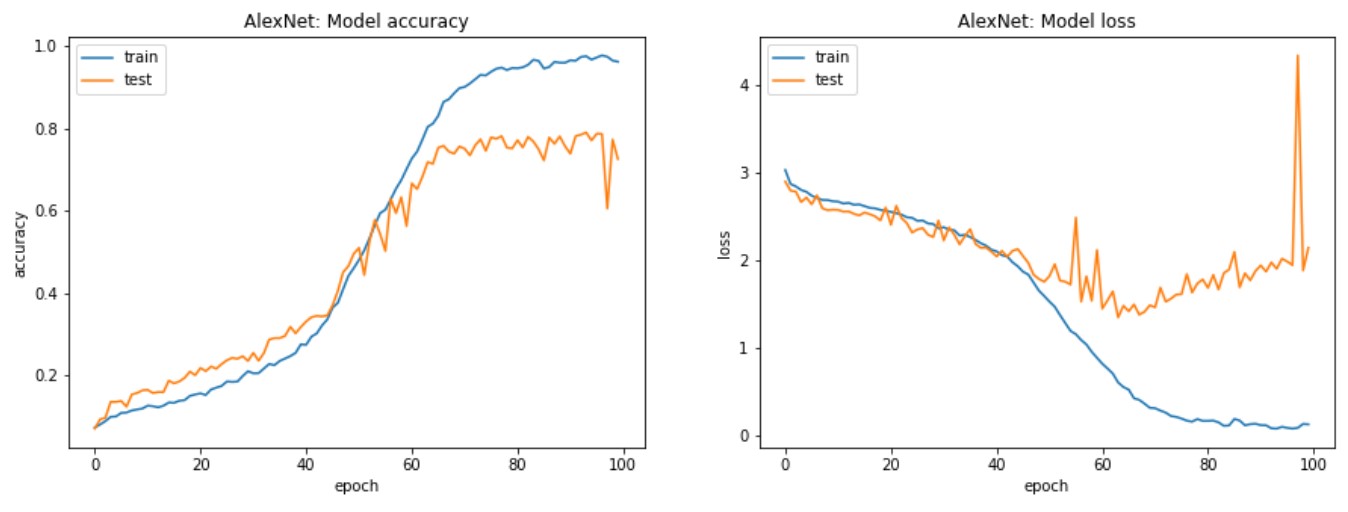 AlexNet: Model accuracy
train
test
1.0
0.8
0.6
0.4
0.2
accuracy
0 20 40 60 80 100
epoch
AlexNet: Model loss
train
test
4
3
2
1
0
loss
0 20 40 60 80 100
epoch